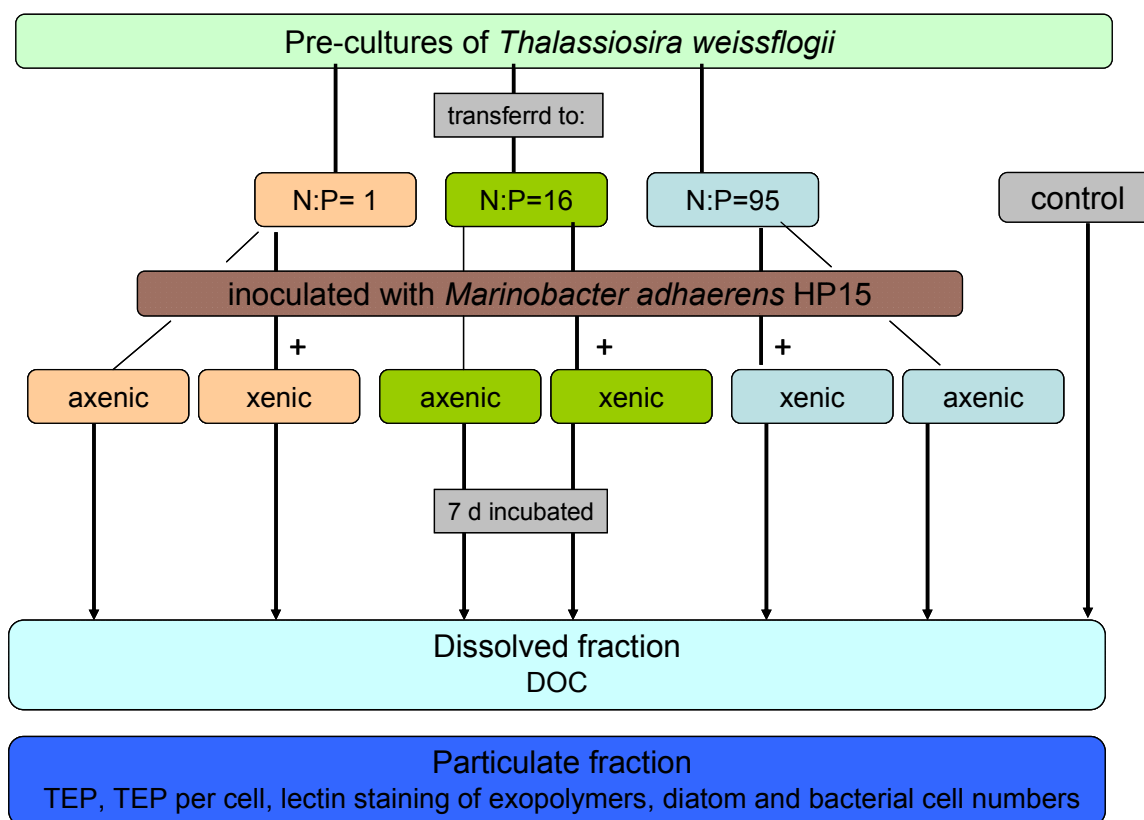 Pre-cultures of Thalassiosira weissflogii
transferrd to:
N:P= 1
N:P=16
N:P=95
control
inoculated with Marinobacter adhaerens HP15
+
+
+
axenic
xenic
axenic
xenic
xenic
axenic
7 d incubated
Dissolved fraction
DOC
Particulate fraction
TEP, TEP per cell, lectin staining of exopolymers, diatom and bacterial cell numbers